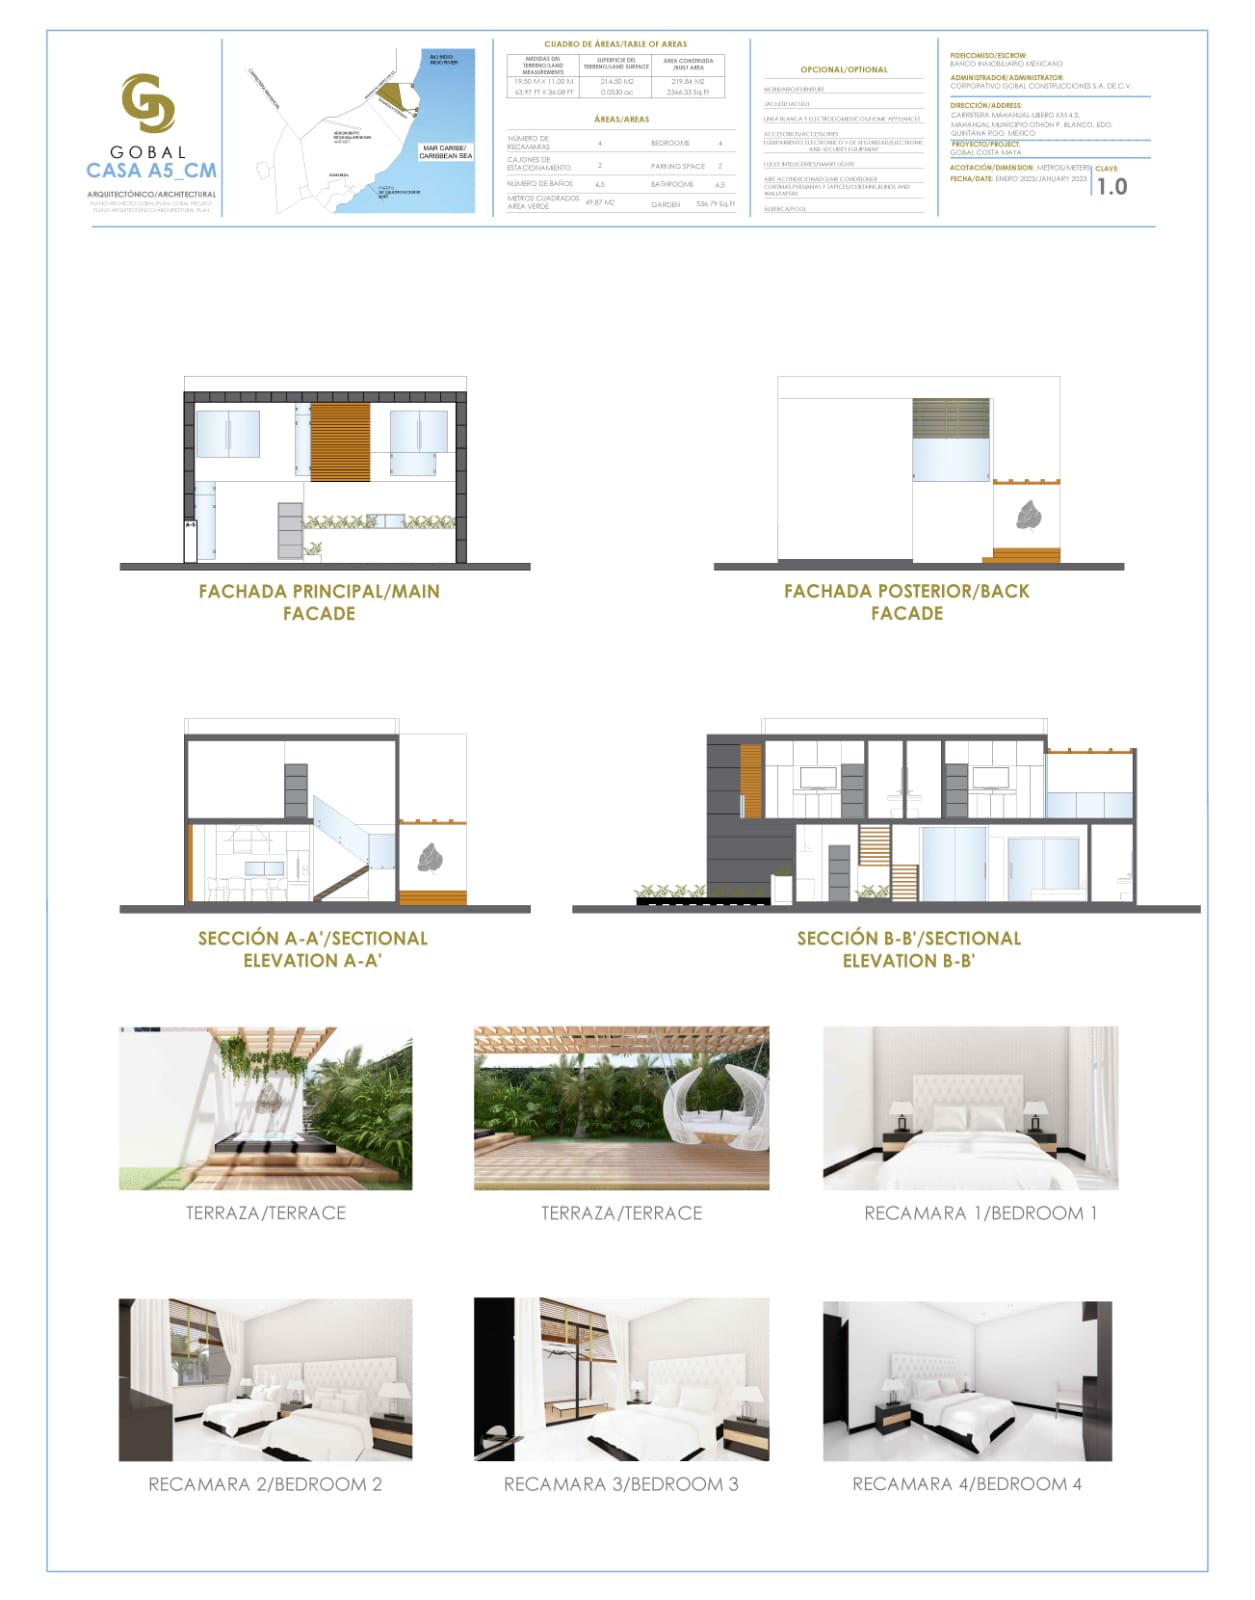 GOBAL
CASA A5_CM
ARQUITECTÓNICO/ARCHITECTURAL
PLANO: PROYECTO GOBAL/PLAN: GOBAL PROJECT
PLANO ARQUITECTÓNICO/ARCHITECTURAL PLAN
RIO INDIO/
INDIO RIVER
MAR CARIBE/
CARIBBEAN SEA
CUADRO DE ÁREAS/TABLE OF AREAS
MEDIDAS DEL TERRENO/LAND MEASUREMENTS
SUPERFICIE DEL TERRENO/LAND SURFACE
AREA CONSTRUIDA /BUILT AREA
19.50 M X 11.00 M 214.50 M2 219.84 M2
63.97 FT X 36.08 FT 0.0530 ac 2366.33 Sq.Ft
ÁREAS/AREAS
NÚMERO DE RECAMARAS 4 BEDROOMS 4
CAJONES DE ESTACIONAMIENTO 2 PARKING SPACE 2
NÚMERO DE BAÑOS 4.5 BATHROOMS 4.5
METROS CUADRADOS AREA VERDE 49.87 M2 GARDEN 536.79 Sq.Ft
OPCIONAL/OPTIONAL
MOBILIARIO/FURNITURE
JACUZZI/JACUZZI
LINEA BLANCA Y ELECTRODOMESTICOS/HOME APPLIANCES
ACCESORIOS/ACCESSORIES
EQUIPAMIENTO ELECTRONICO Y DE SEGURIDAD/ELECTRONIC
AND SECURITY EQUIPMENT
LUCES INTELIGENTES/SMART LIGHTS
AIRE ACONDICIONADO/AIR CONDITIONER
CORTINAS,PERSIANAS Y TAPICES/CURTAINS,BLINDS AND
WALLPAPERS
ALBERCA/POOL
FIDEICOMISO/ESCROW:
BANCO INMOBILIARIO MEXICANO
ADMINISTRADOR/ADMINISTRATOR:
CORPORATIVO GOBAL CONSTRUCCIONES S.A. DE C.V.
DIRECCIÓN/ADDRESS:
CARRETERA MAHAHUAL-UBERO KM 4.5,
MAHAHUAL, MUNICIPIO OTHÓN P. BLANCO, EDO.
QUINTANA ROO, MEXICO
PROYECTO/PROJECT:
GOBAL COSTA MAYA
ACOTACIÓN/DIMENSION: METROS/METERS
FECHA/DATE: ENERO 2023/JANUARY 2023
CLAVE:
1.0
A-5
FACHADA PRINCIPAL/MAIN
FACADE
FACHADA POSTERIOR/BACK
FACADE
SECCIÓN A-A'/SECTIONAL
ELEVATION A-A'
SECCIÓN B-B'/SECTIONAL
ELEVATION B-B'
TERRAZA/TERRACE
TERRAZA/TERRACE
RECAMARA 1/BEDROOM 1
RECAMARA 2/BEDROOM 2
RECAMARA 3/BEDROOM 3
RECAMARA 4/BEDROOM 4